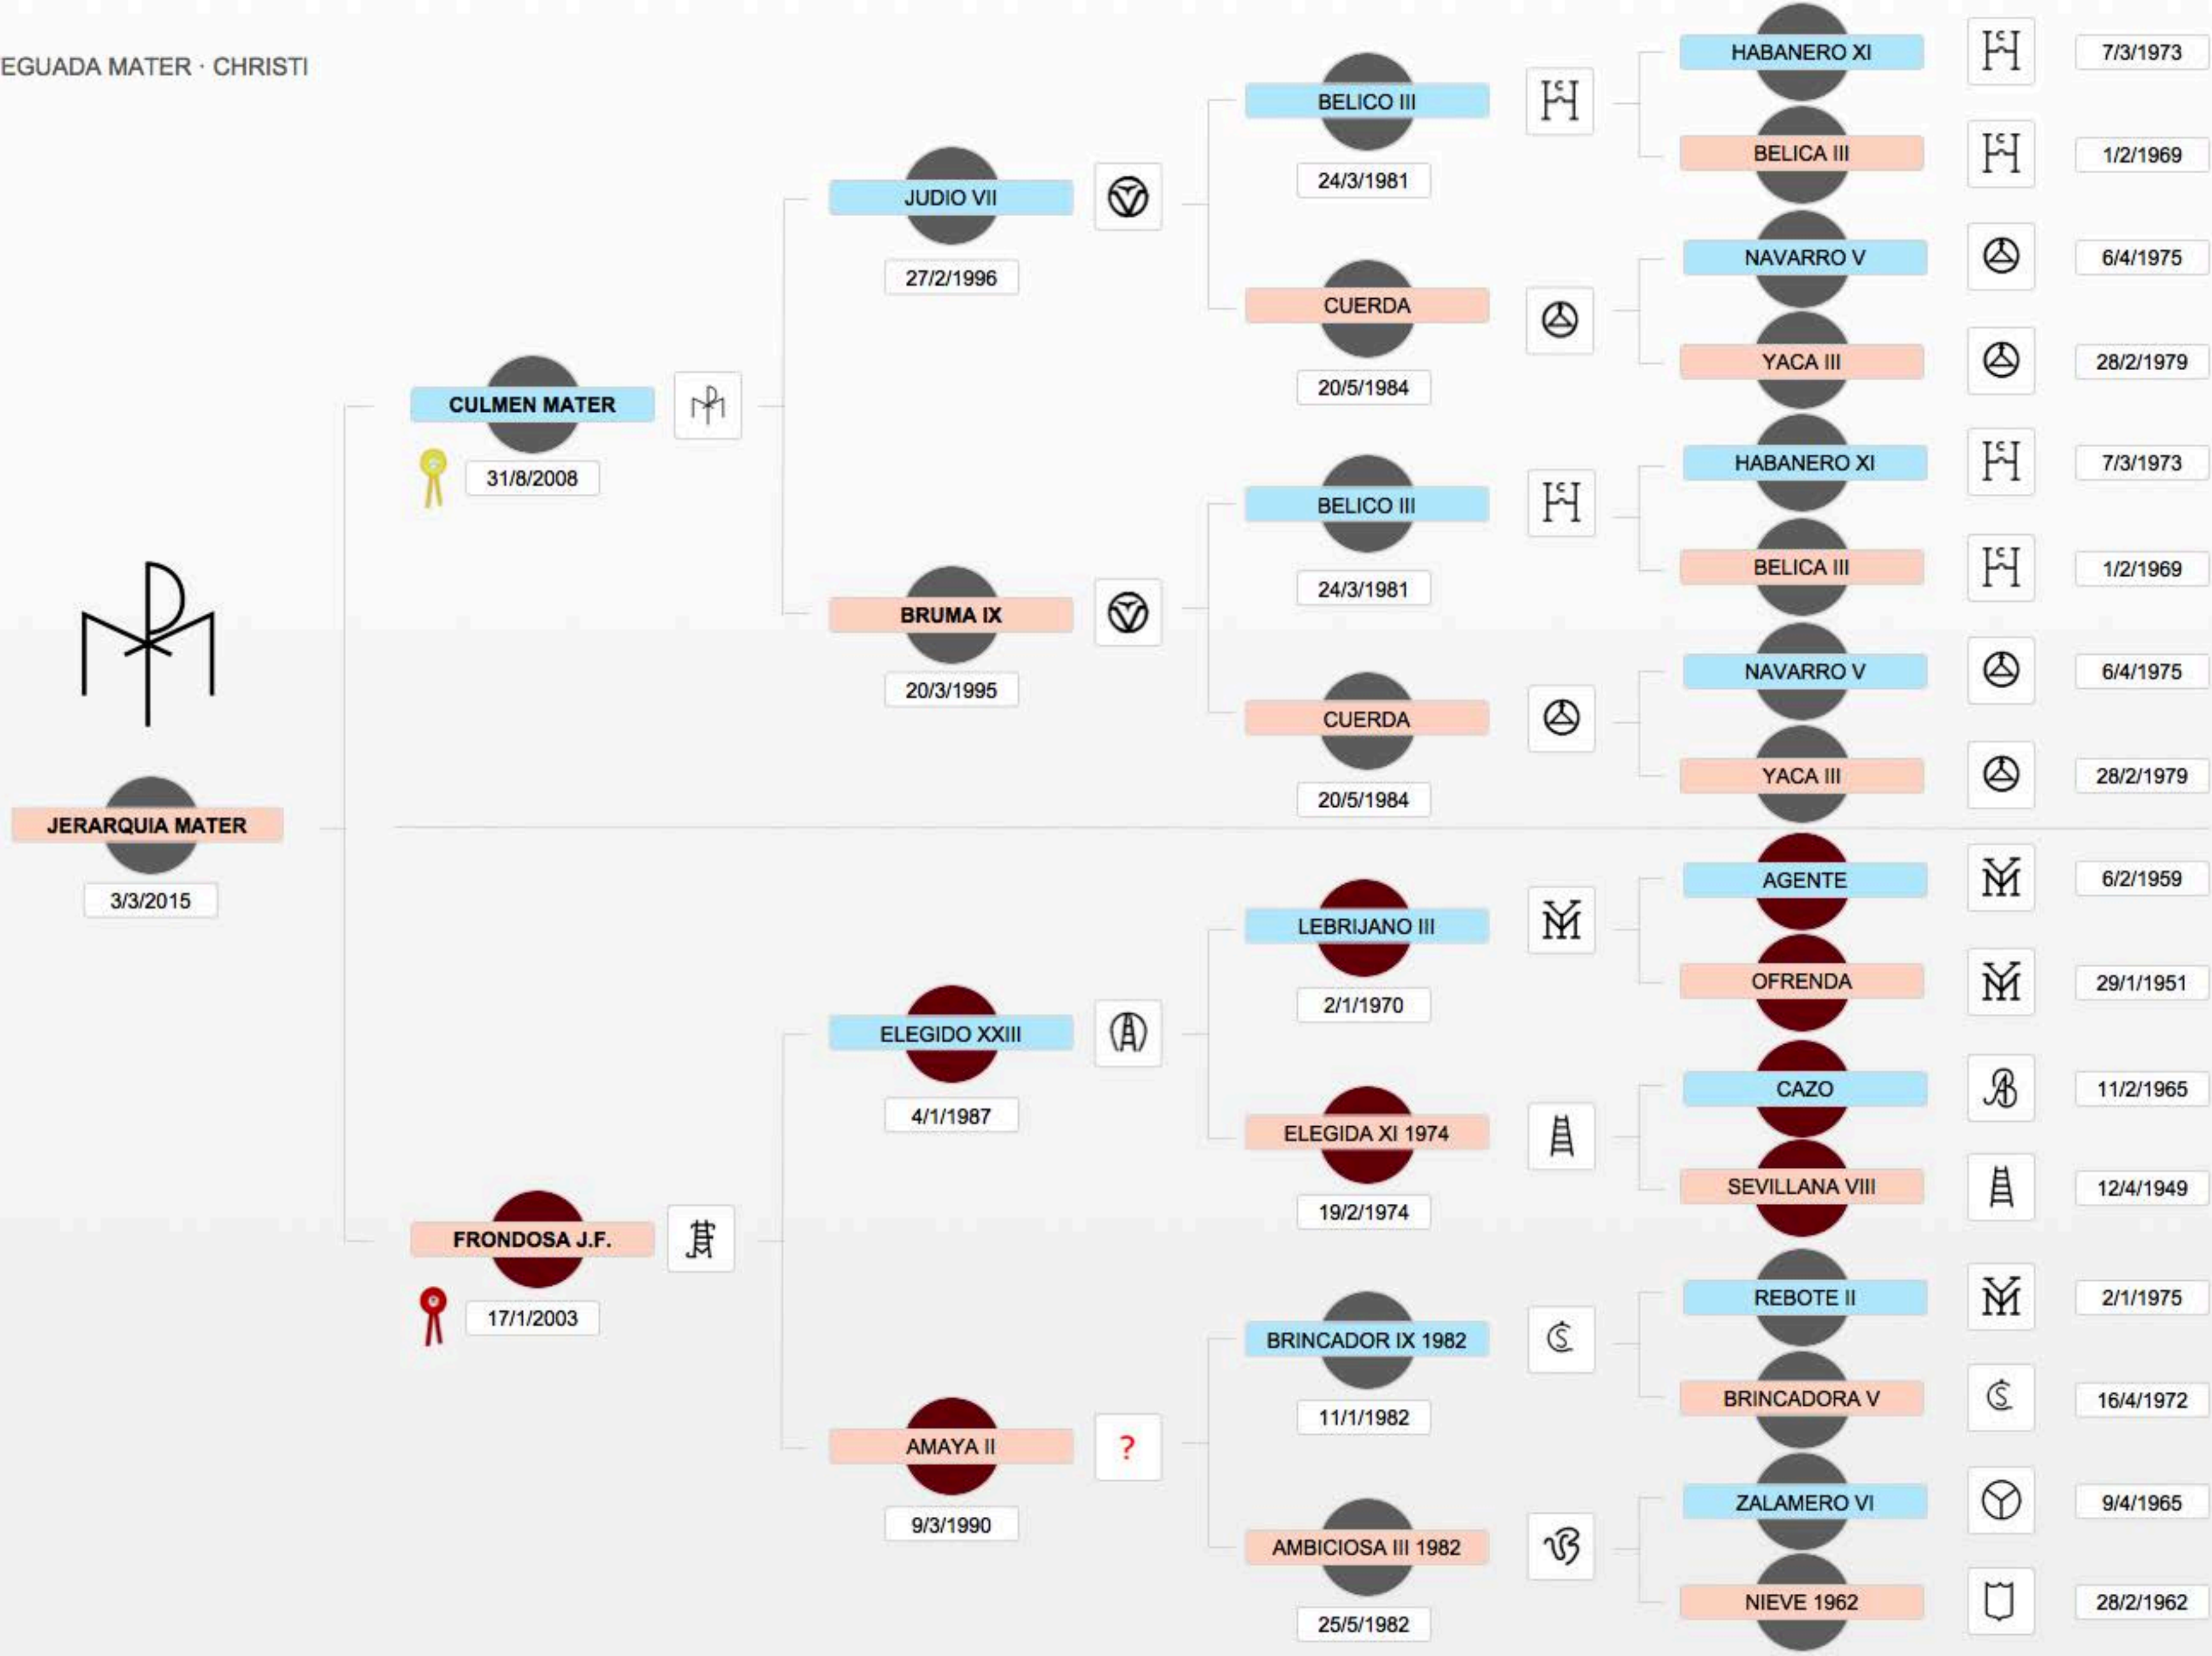 EGUADA MATER · CHRISTI
JERARQUIA MATER
3/3/2015
CULMEN MATER
31/8/2008
FRONDOSA J.F.
17/1/2003
JUDIO VII
27/2/1996
BRUMA IX
20/3/1995
ELEGIDO XXIII
4/1/1987
AMAYA II
?
9/3/1990
BELICO III
24/3/1981
CUERDA
20/5/1984
BELICO III
24/3/1981
CUERDA
20/5/1984
LEBRIJANO III
2/1/1970
ELEGIDA XI 1974
19/2/1974
BRINCADOR IX 1982
11/1/1982
AMBICIOSA III 1982
25/5/1982
HABANERO XI 7/3/1973
BELICA III 1/2/1969
NAVARRO V 6/4/1975
YACA III 28/2/1979
HABANERO XI 7/3/1973
BELICA III 1/2/1969
NAVARRO V 6/4/1975
YACA III 28/2/1979
AGENTE 6/2/1959
OFRENDA 29/1/1951
CAZO 11/2/1965
SEVILLANA VIII 12/4/1949
REBOTE II 2/1/1975
BRINCADORA V 16/4/1972
ZALAMERO VI 9/4/1965
NIEVE 1962 28/2/1962